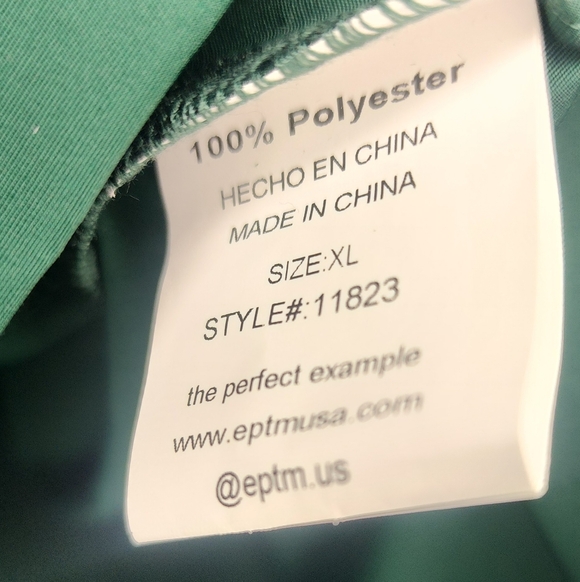 100% Polyester
HECHO EN CHINA
MADE IN CHINA
SIZE:XL
STYLE#:11823
the perfect example
www.eptmusa.com
@eptm.us